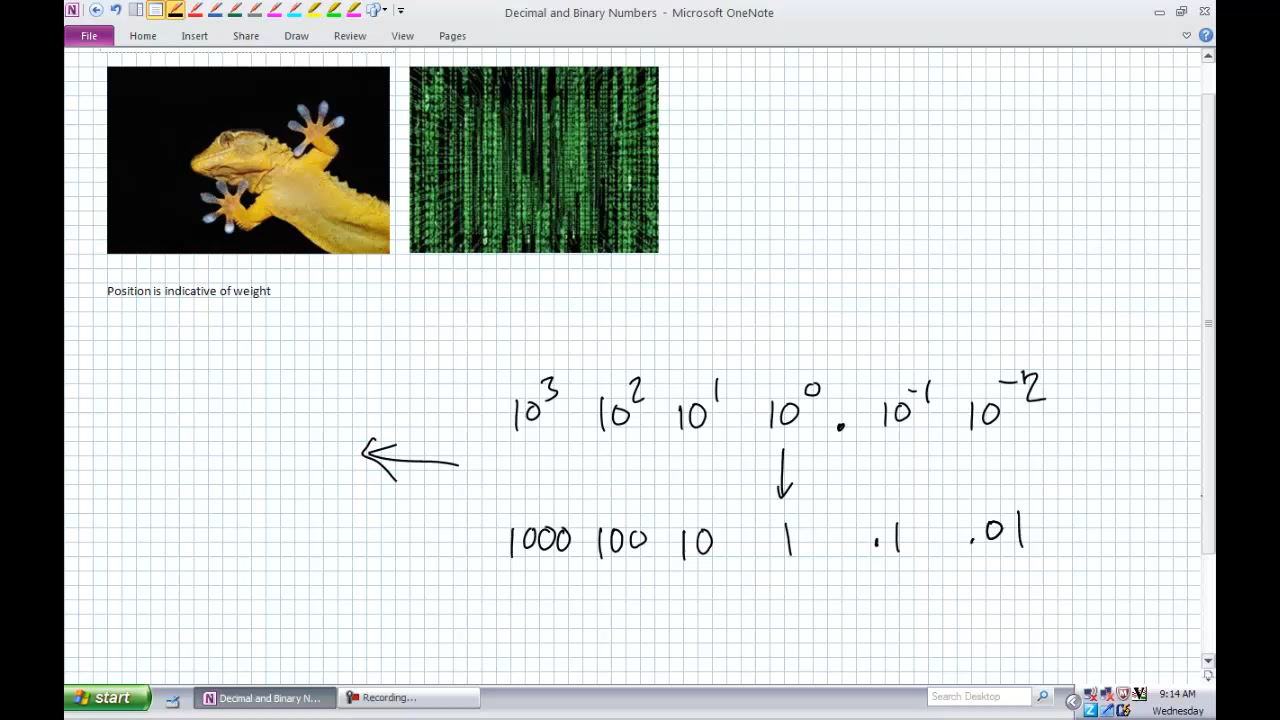 Decimal and Binary Numbers - Microsoft OneNote
File Home Insert Share Draw Review View Pages
Position is indicative of weight
10³ 10² 10¹ 10⁰ . 10⁻¹ 10⁻²
1000 100 10 1 .1 .01
start Decimal and Binary N... Recording... Search Desktop 9:14 AM
Wednesday